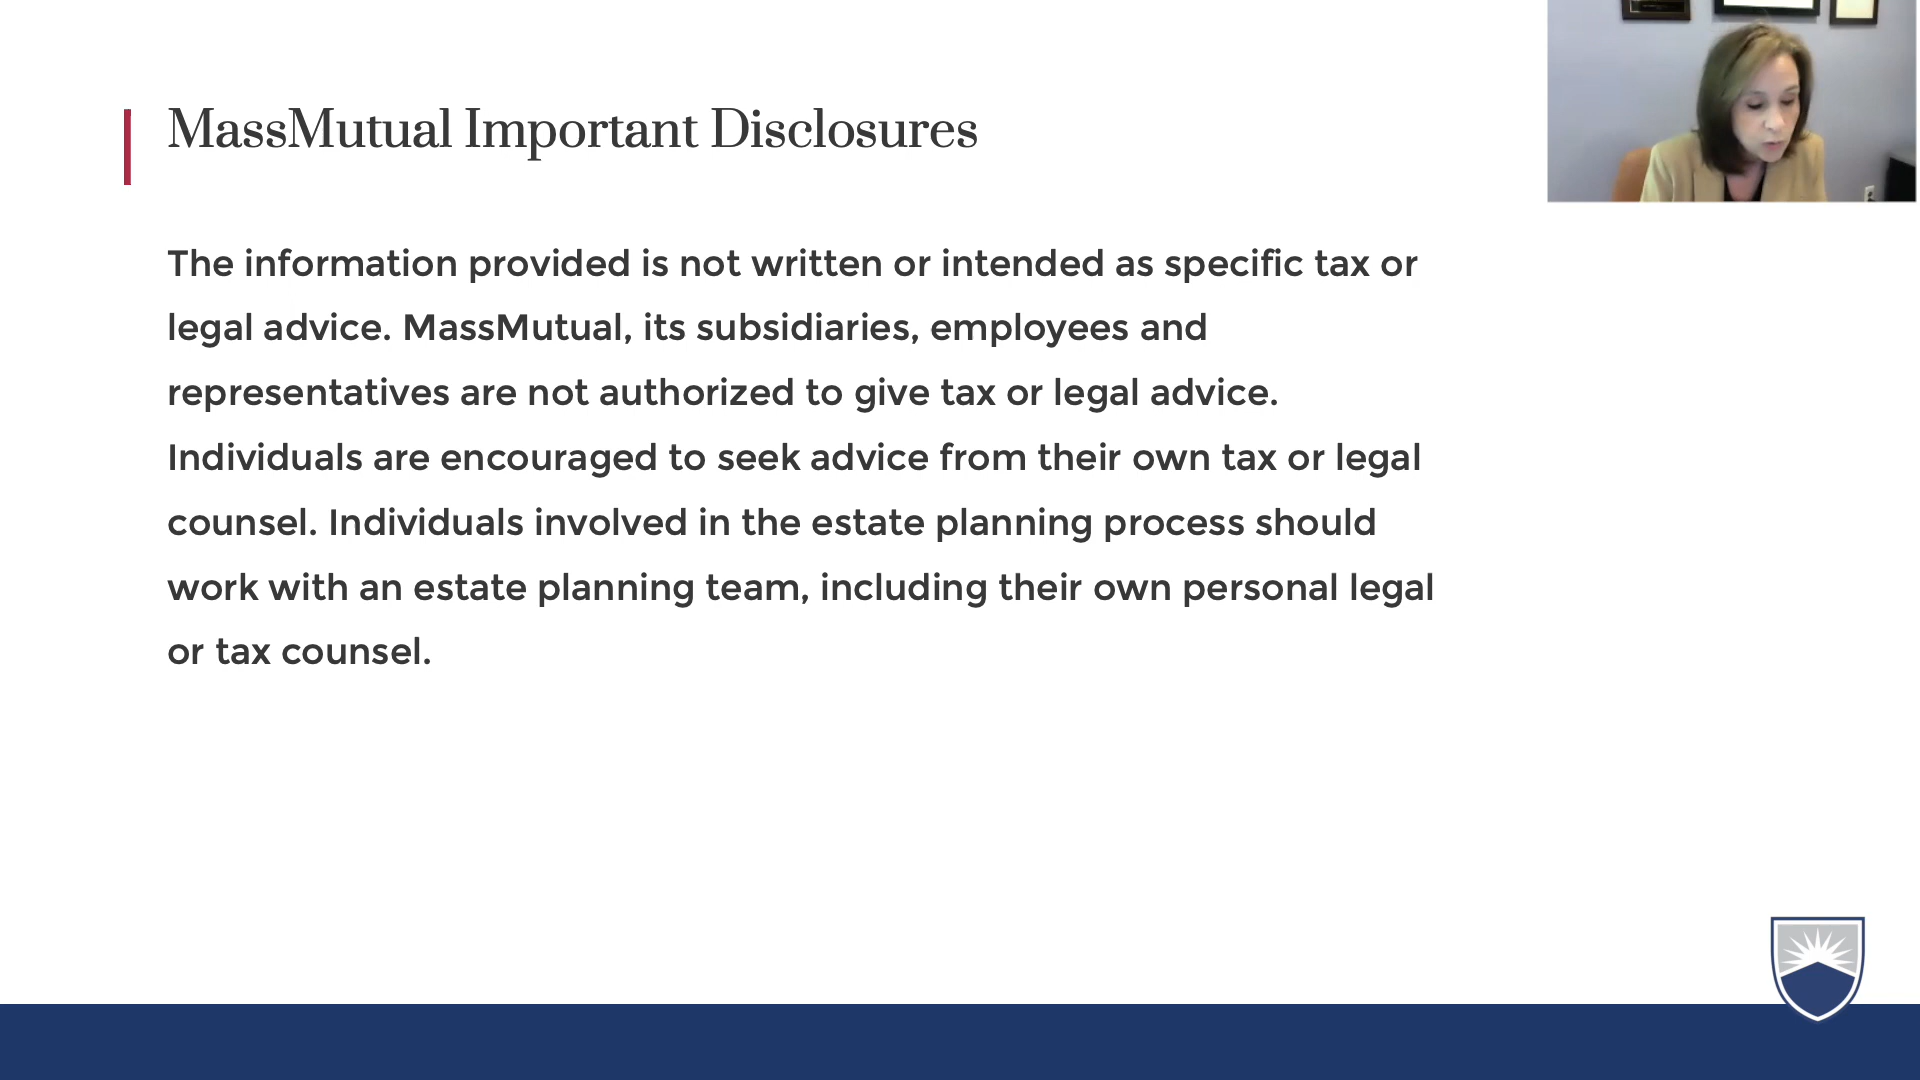 MassMutual Important Disclosures
The information provided is not written or intended as specific tax or
legal advice. MassMutual, its subsidiaries, employees and
representatives are not authorized to give tax or legal advice.
Individuals are encouraged to seek advice from their own tax or legal
counsel. Individuals involved in the estate planning process should
work with an estate planning team, including their own personal legal
or tax counsel.